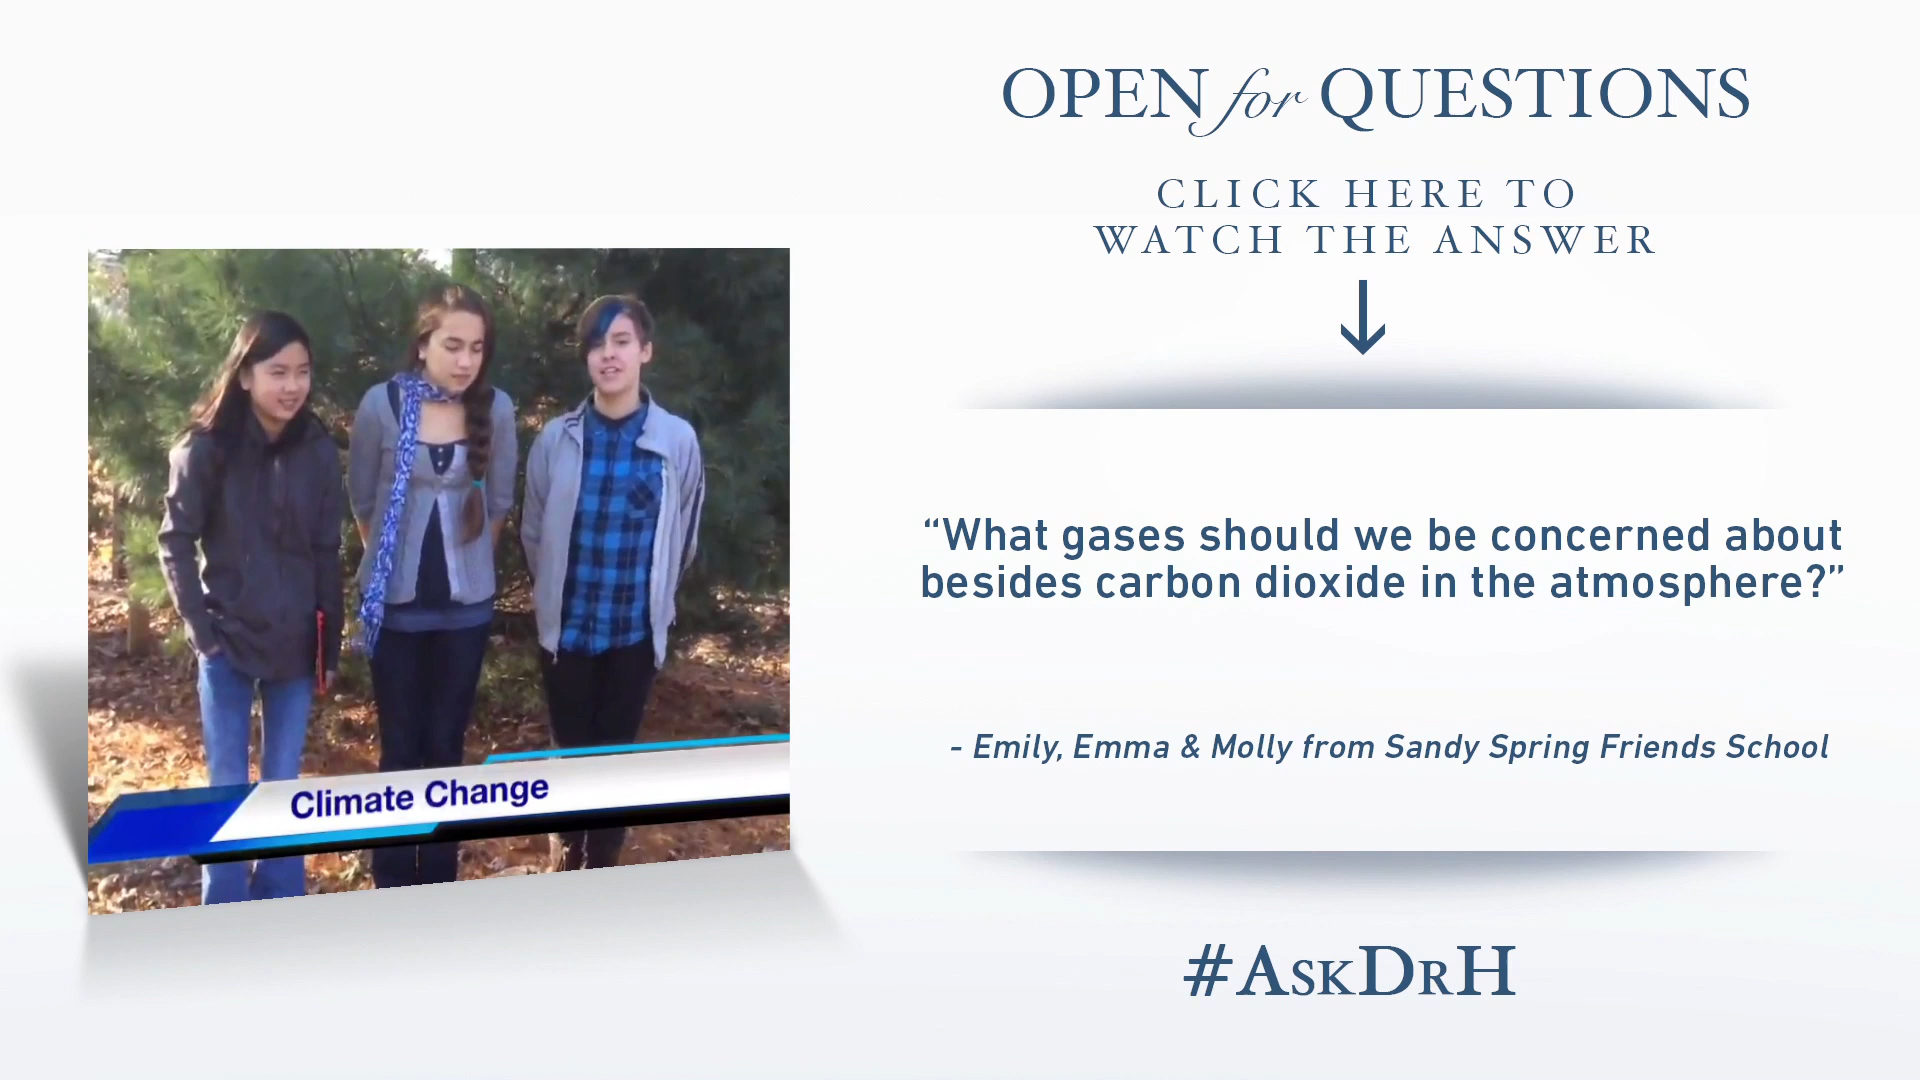 OPEN for QUESTIONS
CLICK HERE TO
WATCH THE ANSWER
“What gases should we be concerned about
besides carbon dioxide in the atmosphere?”
- Emily, Emma & Molly from Sandy Spring Friends School
Climate Change
#AskDrH